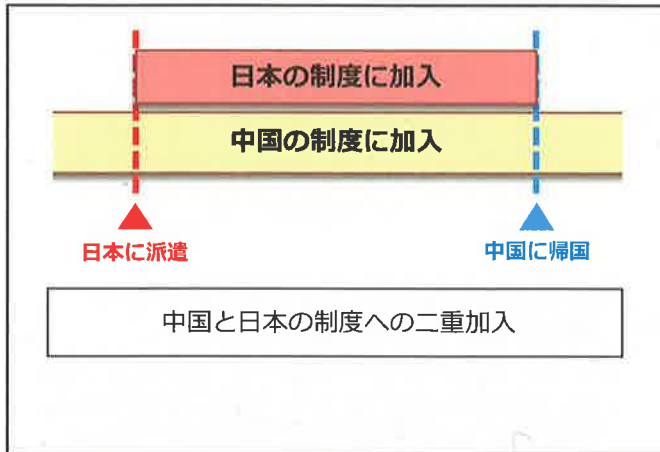 日本の制度に加入
中国の制度に加入
日本に派遣
中国に帰国
中国と日本の制度への二重加入